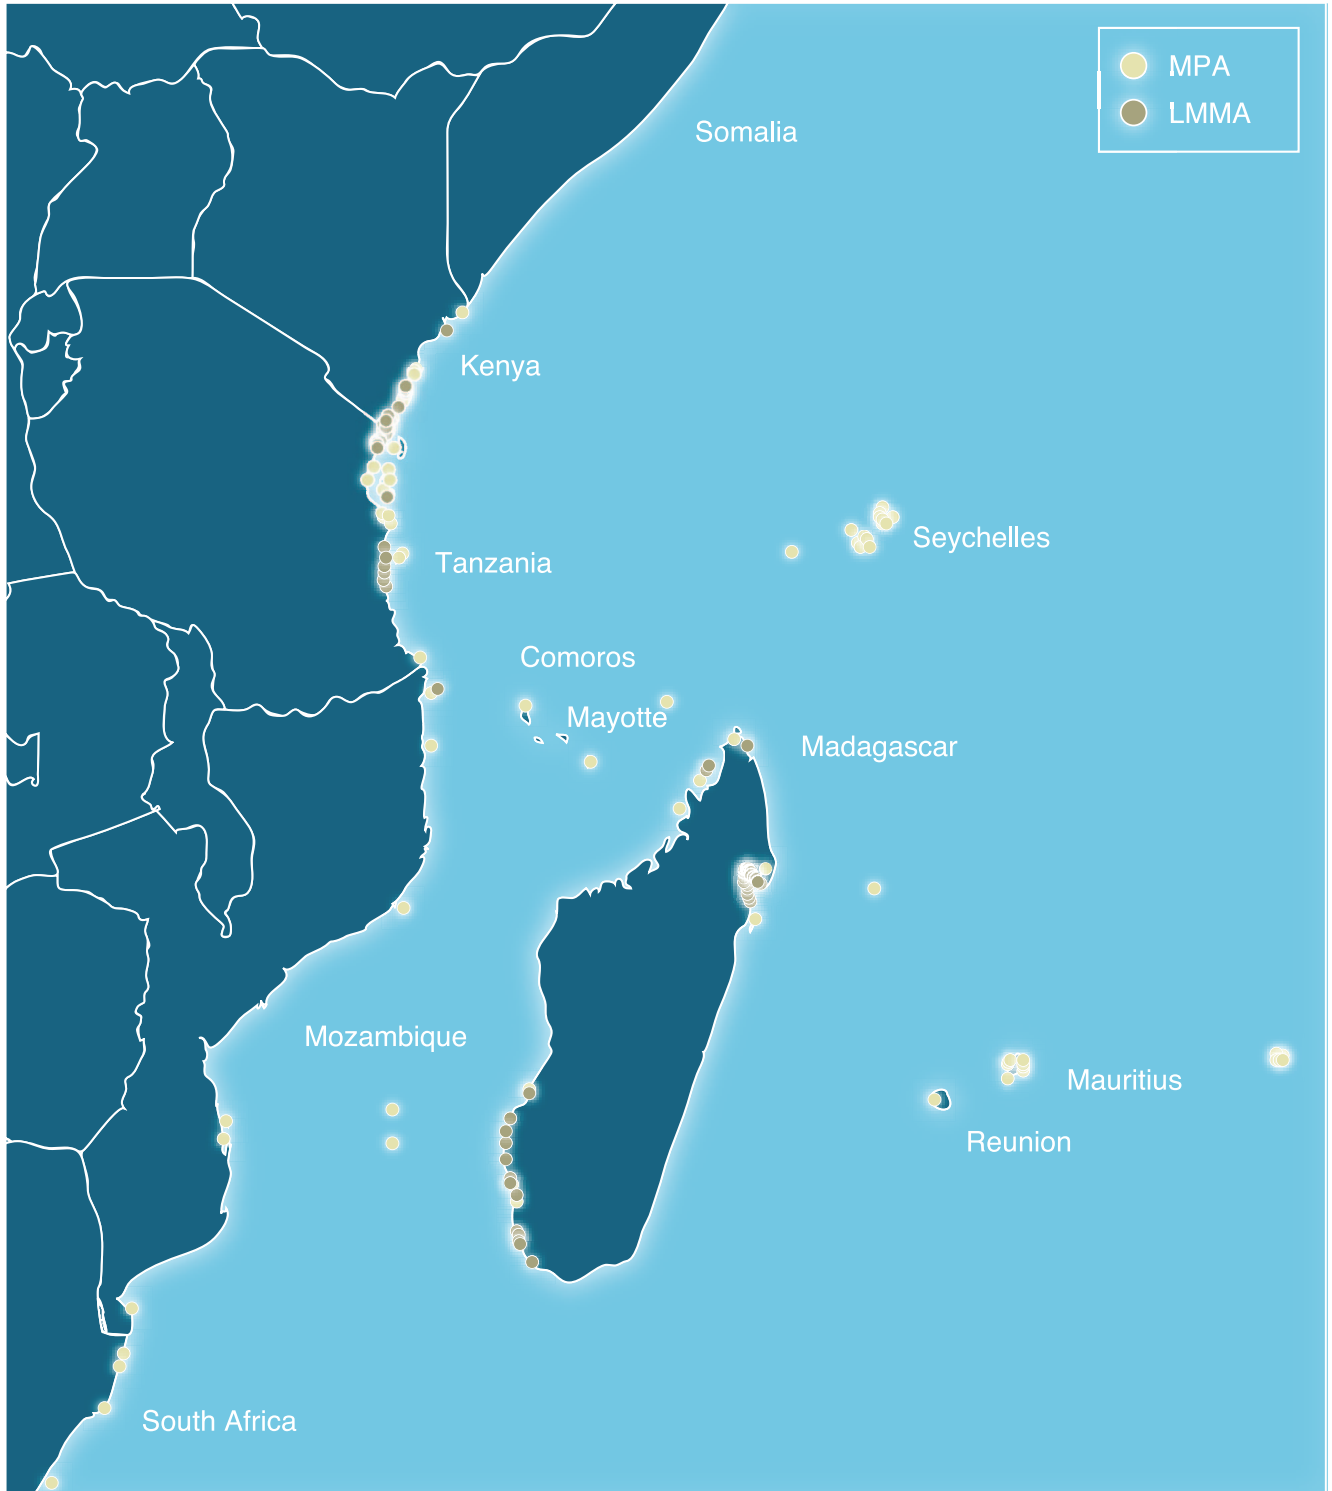 MPA
LMMA
Somalia
Kenya
Seychelles
Tanzania
Comoros
Mayotte
Madagascar
Mozambique
Mauritius
Reunion
South Africa